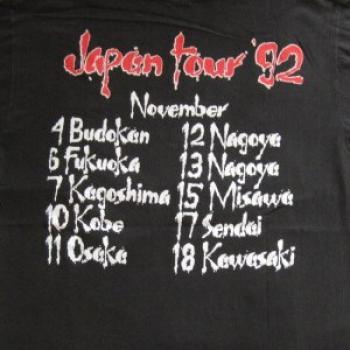 Japan Tour '92
November
4 Budokan
6 Fukuoka
7 Kagoshima
10 Kobe
11 Osaka
12 Nagoya
13 Nagoya
15 Misawa
17 Sendai
18 Kawasaki